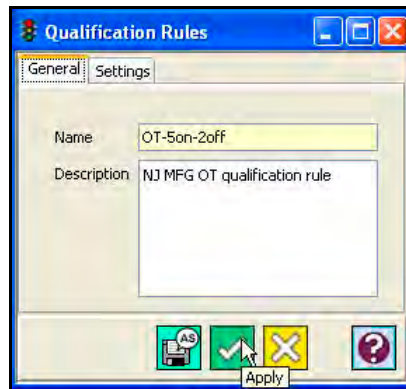 Qualification Rules
General Settings
Name OT-5on-2off
Description NJ MFG OT qualification rule
AS
Apply